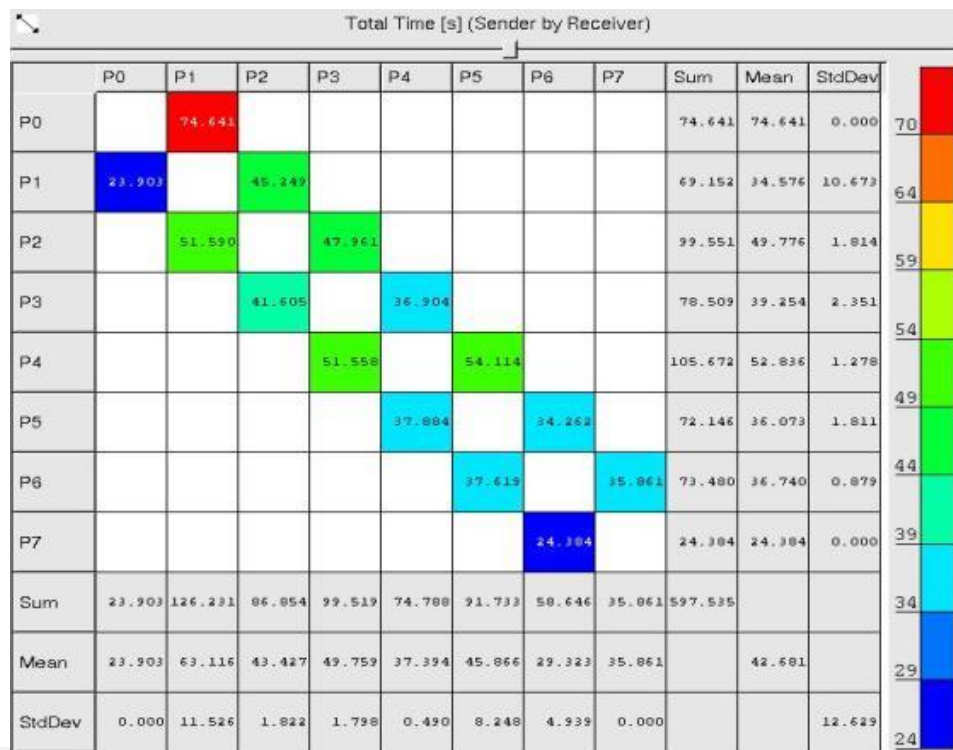 Total Time [s] (Sender by Receiver)
P0 P1 P2 P3 P4 P5 P6 P7 Sum Mean StdDev
P0 74.641 74.641 74.641 0.000
P1 23.903 45.249 69.152 34.576 10.673
P2 51.590 47.961 99.551 49.776 1.814
P3 41.605 36.904 78.509 39.254 2.351
P4 51.558 54.114 105.672 52.836 1.278
P5 37.884 34.262 72.146 36.073 1.811
P6 37.619 35.861 73.480 36.740 0.879
P7 24.384 24.384 24.384 0.000
Sum 23.903 126.231 86.854 99.519 74.788 91.733 58.646 35.861 597.535
Mean 23.903 63.116 43.427 49.759 37.394 45.866 29.323 35.861 42.681
StdDev 0.000 11.526 1.822 1.798 0.490 8.248 4.939 0.000 12.629
70
64
59
54
49
44
39
34
29
24